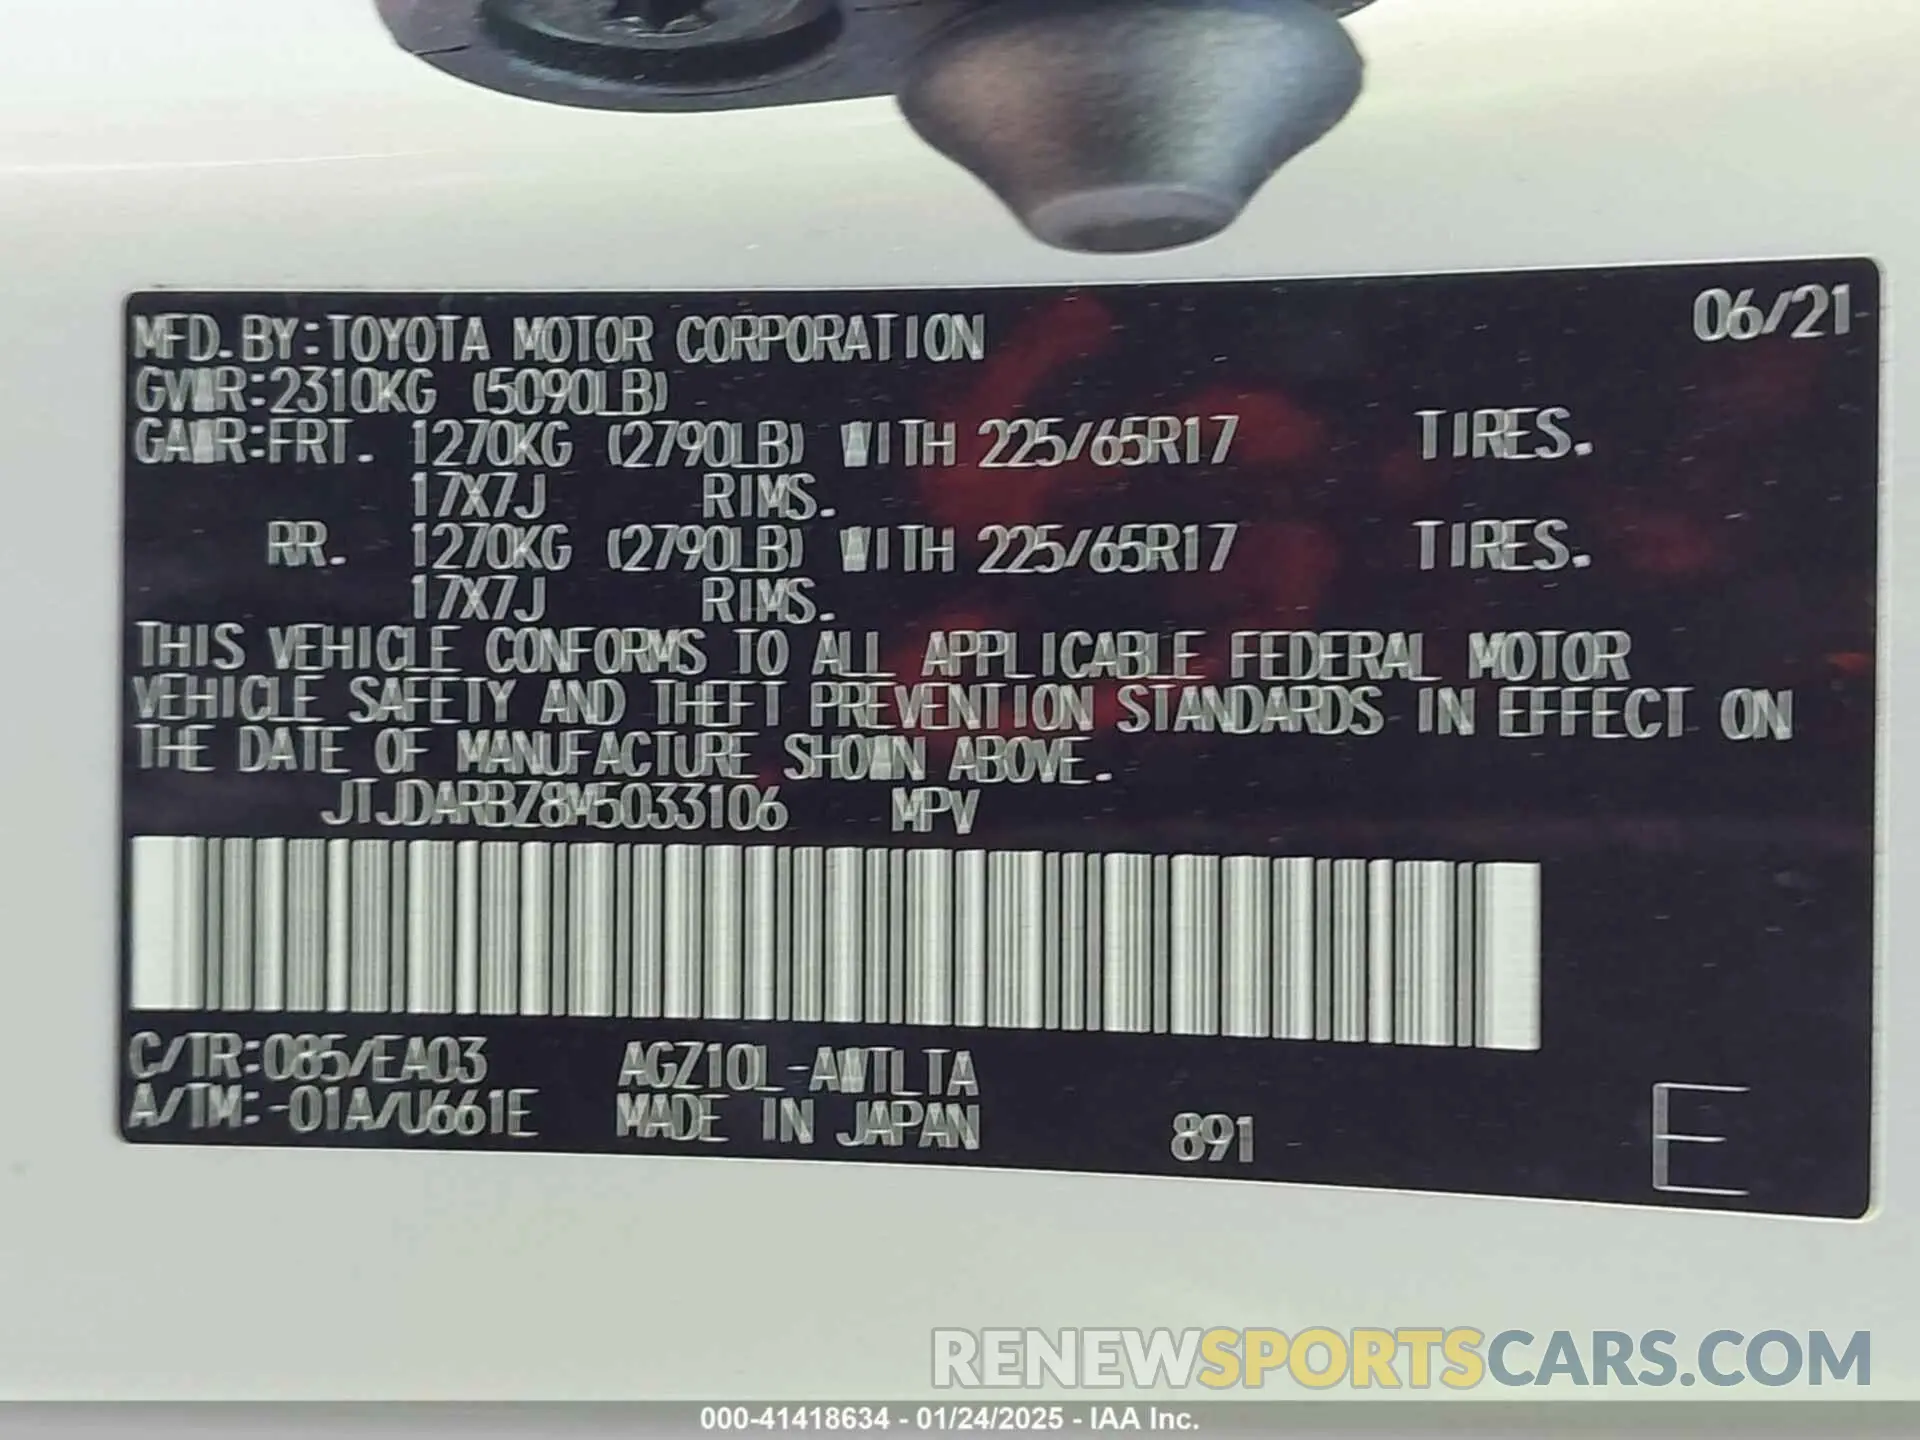 06/21
MFD. BY:TOYOTA MOTOR CORPORATION
GVWR:2310KG (5090LB)
GAWR:FRT. 1270KG (2790LB) WITH 225/65R17 TIRES.
17X7J RIMS.
RR. 1270KG (2790LB) WITH 225/65R17 TIRES.
17X7J RIMS.
THIS VEHICLE CONFORMS TO ALL APPLICABLE FEDERAL MOTOR
VEHICLE SAFETY AND THEFT PREVENTION STANDARDS IN EFFECT ON
THE DATE OF MANUFACTURE SHOWN ABOVE.
JTJDARBZ8M5033106 MPV
C/TR:085/EA03 AGZ10L-AWTLTA
A/TM:-01A/U661E MADE IN JAPAN 891 E
RENEWSPORTSCARS.COM
000-41418634 - 01/24/2025 - IAA Inc.